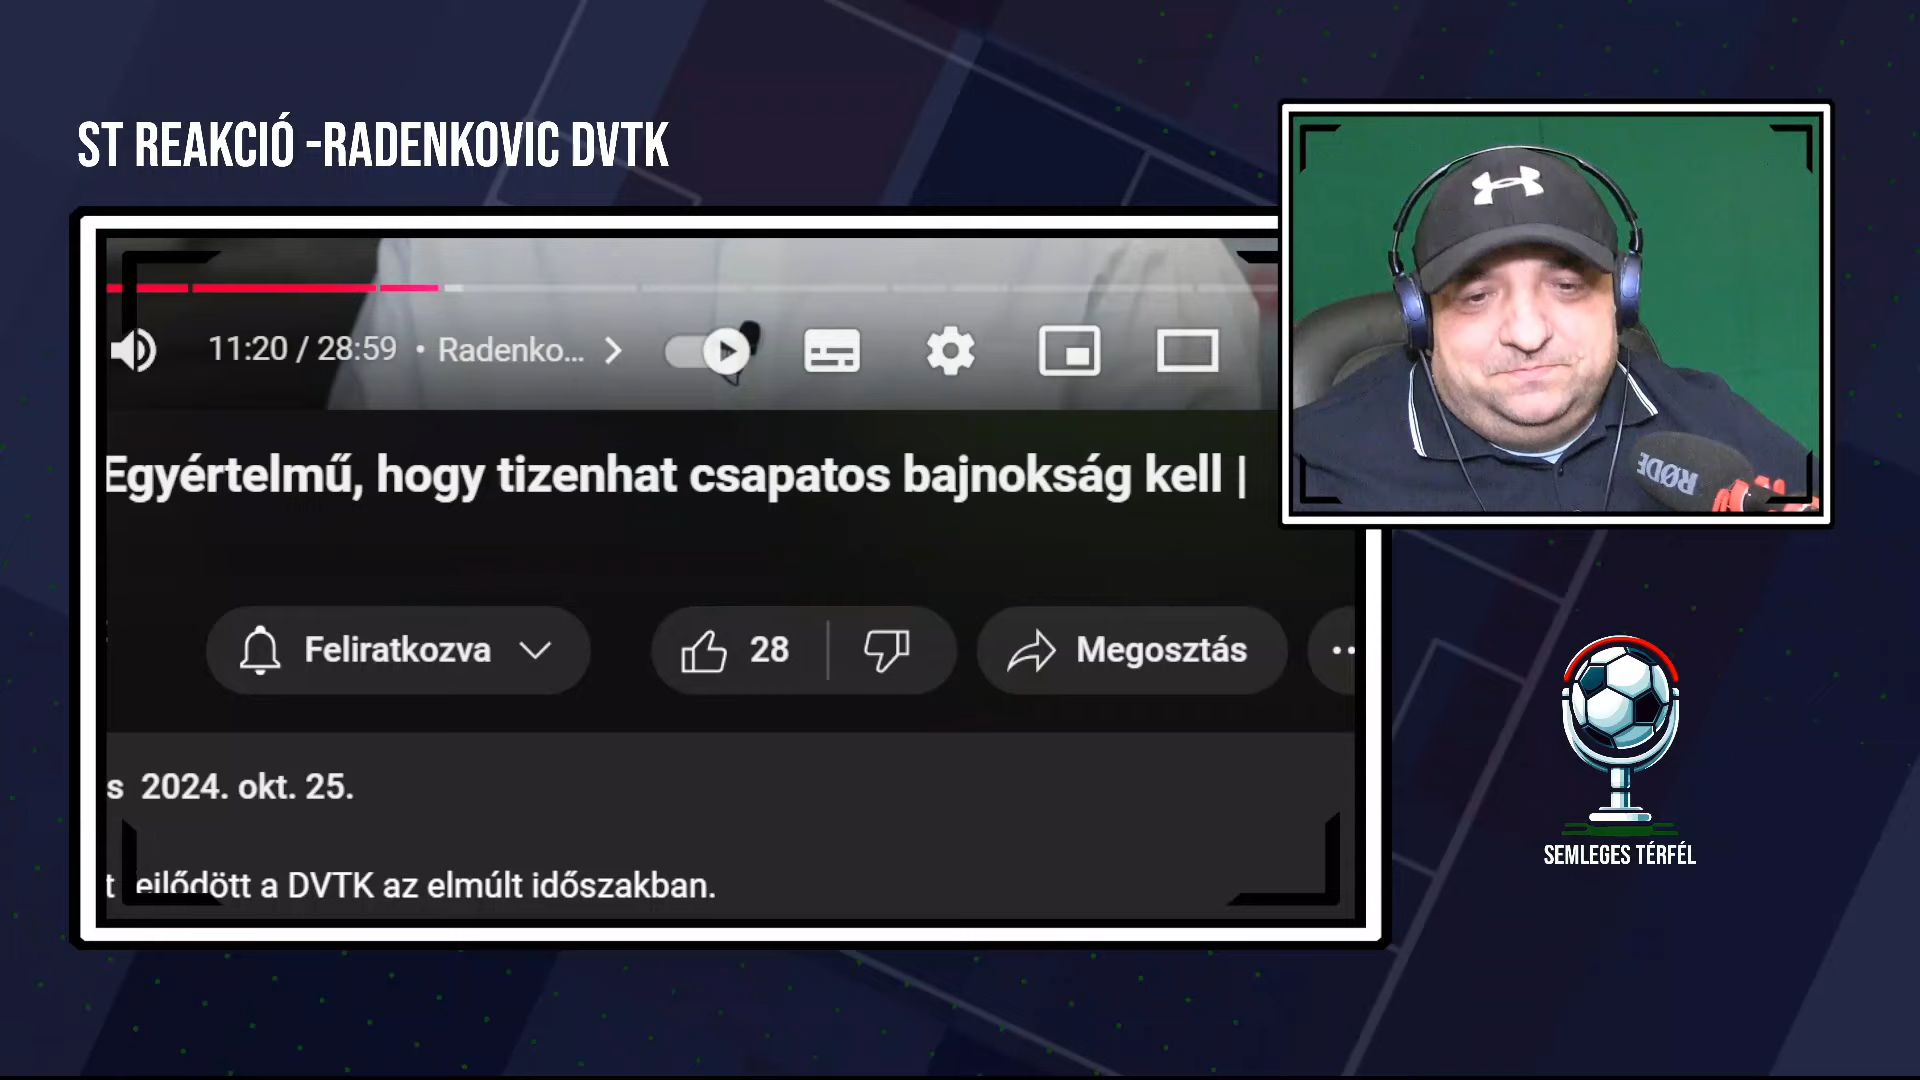 ST REAKCIÓ -RADENKOVIC DVTK
11:20 / 28:59 • Radenko...
Egyértelmű, hogy tizenhat csapatos bajnokság kell |
Feliratkozva
28
Megosztás
s 2024. okt. 25.
t ejlődött a DVTK az elmúlt időszakban.
RØDE
SEMLEGES TÉRFÉL